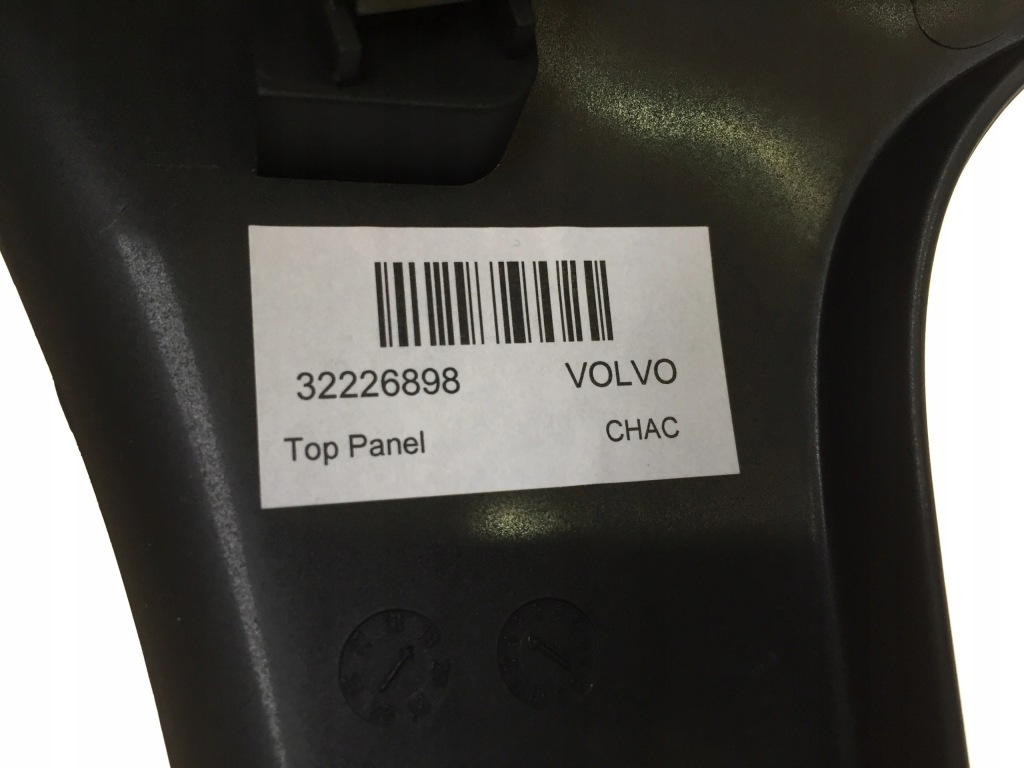 32226898 VOLVO
Top Panel CHAC